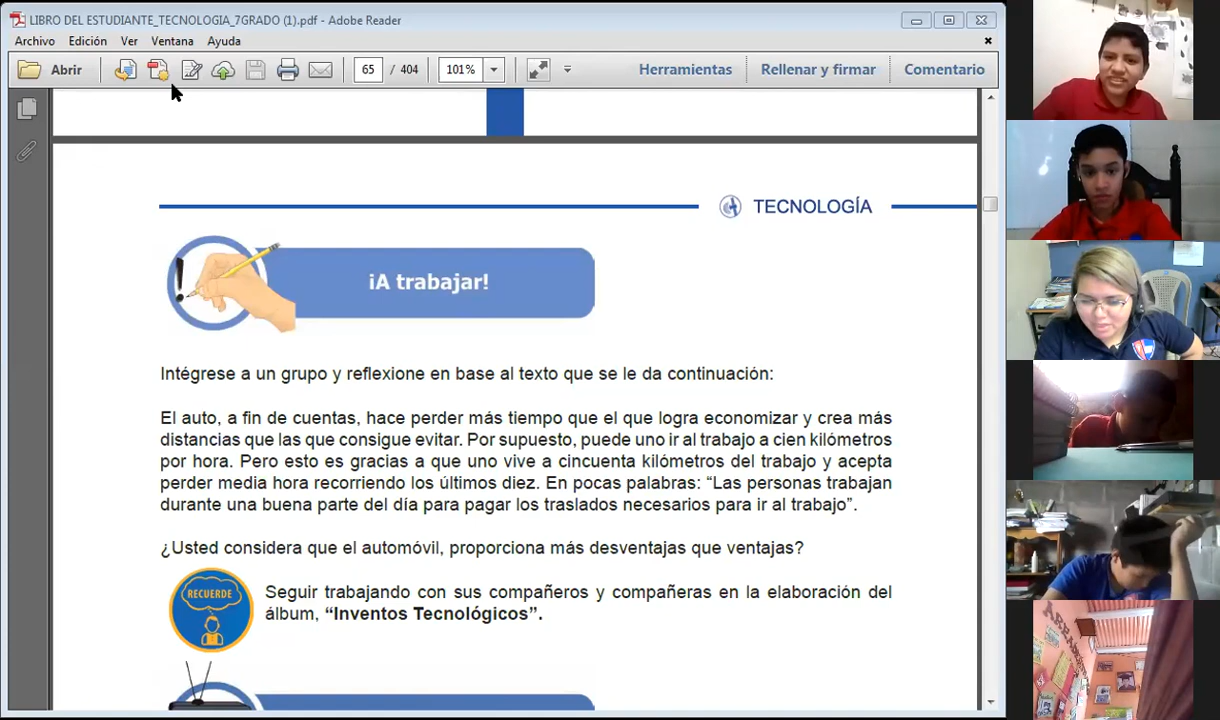 LIBRO DEL ESTUDIANTE_TECNOLOGIA_7GRADO (1).pdf - Adobe Reader
Archivo Edición Ver Ventana Ayuda
Abrir 65 / 404 101% Herramientas Rellenar y firmar Comentario
TECNOLOGÍA
¡A trabajar!
Intégrese a un grupo y reflexione en base al texto que se le da continuación:
El auto, a fin de cuentas, hace perder más tiempo que el que logra economizar y crea más
distancias que las que consigue evitar. Por supuesto, puede uno ir al trabajo a cien kilómetros
por hora. Pero esto es gracias a que uno vive a cincuenta kilómetros del trabajo y acepta
perder media hora recorriendo los últimos diez. En pocas palabras: “Las personas trabajan
durante una buena parte del día para pagar los traslados necesarios para ir al trabajo”.
¿Usted considera que el automóvil, proporciona más desventajas que ventajas?
RECUERDE
Seguir trabajando con sus compañeros y compañeras en la elaboración del
álbum, “Inventos Tecnológicos”.